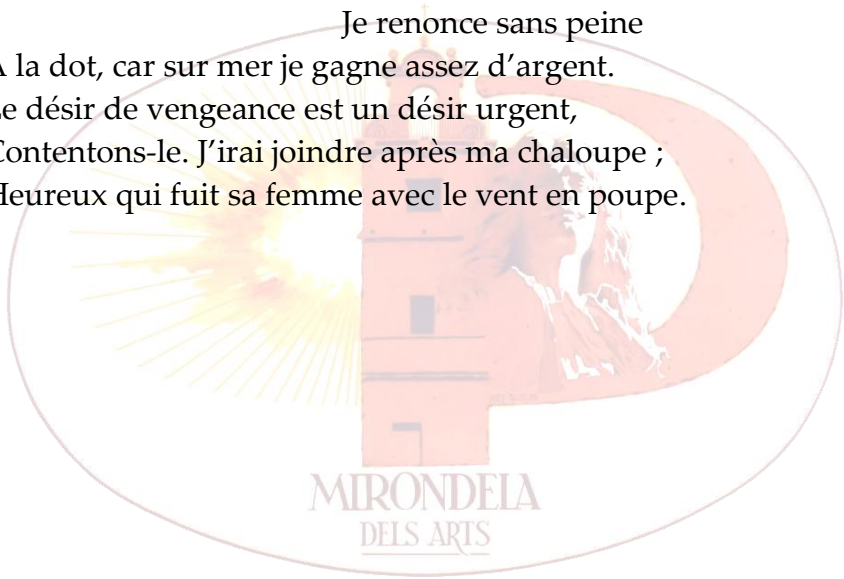 Je renonce sans peine
A la dot, car sur mer je gagne assez d’argent.
Le désir de vengeance est un désir urgent,
Contentons-le. J’irai joindre après ma chaloupe ;
Heureux qui fuit sa femme avec le vent en poupe.
MIRONDELA
DELS ARTS